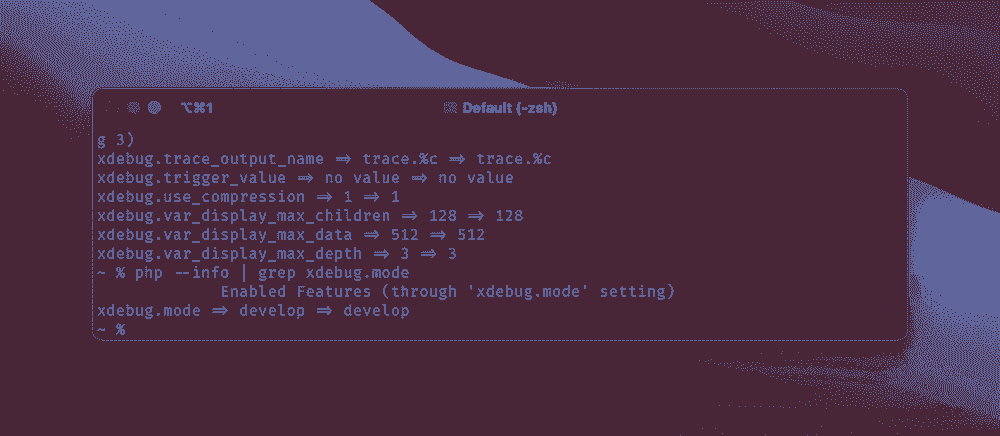 ⌥⌘1
Default (-zsh)
g 3)
xdebug.trace_output_name => trace.%c => trace.%c
xdebug.trigger_value => no value => no value
xdebug.use_compression => 1 => 1
xdebug.var_display_max_children => 128 => 128
xdebug.var_display_max_data => 512 => 512
xdebug.var_display_max_depth => 3 => 3
~ % php --info | grep xdebug.mode
Enabled Features (through 'xdebug.mode' setting)
xdebug.mode => develop => develop
~ %